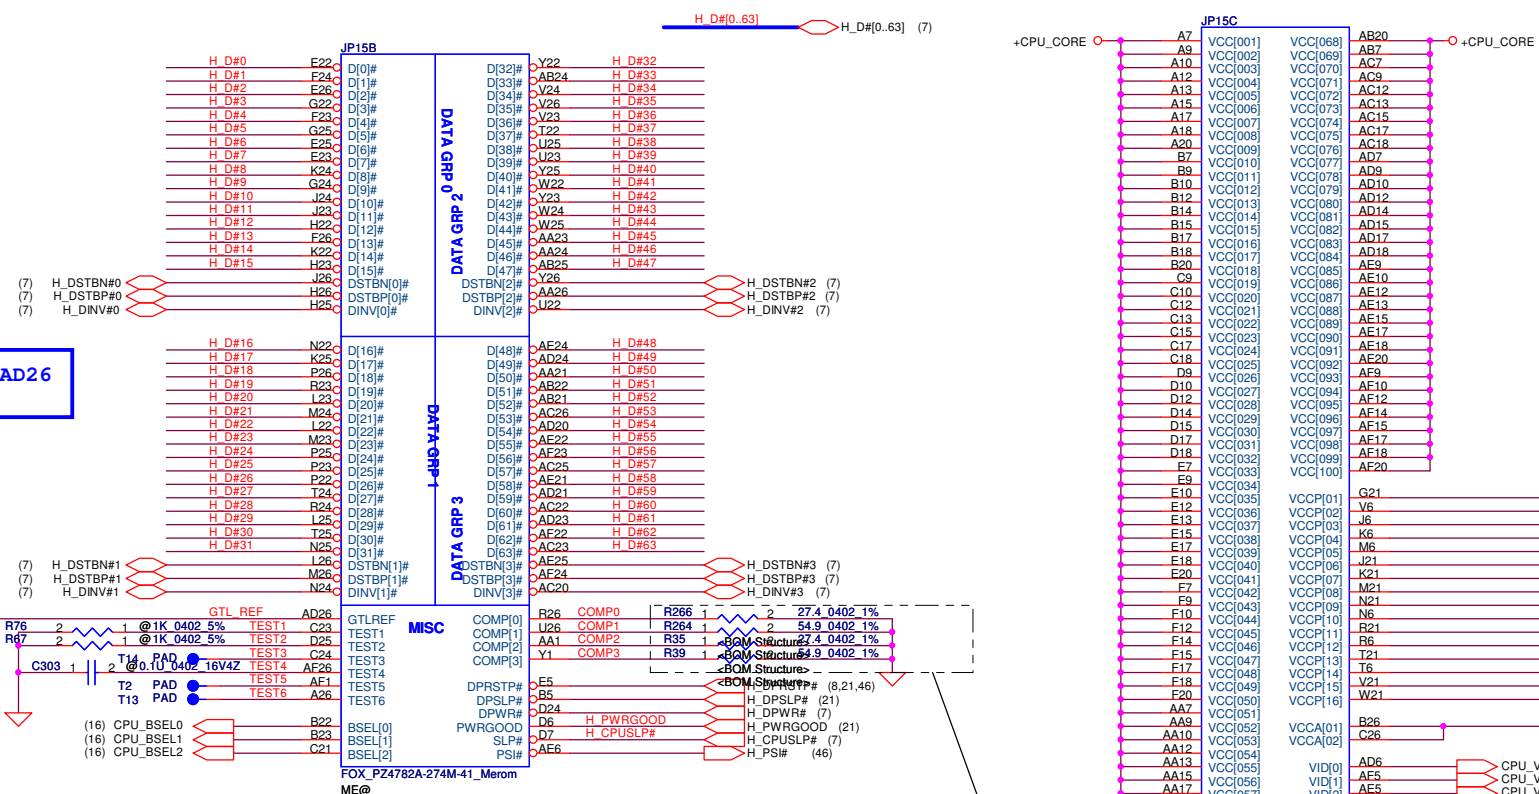 H_D#[0..63] H_D#[0..63] (7)
JP15B
H_D#0 E22 D[0]# D[32]# Y22 H_D#32
H_D#1 F24 D[1]# D[33]# AB24 H_D#33
H_D#2 E26 D[2]# D[34]# V24 H_D#34
H_D#3 G22 D[3]# D[35]# V26 H_D#35
H_D#4 F23 D[4]# D[36]# V23 H_D#36
H_D#5 G25 D[5]# D[37]# T22 H_D#37
H_D#6 E25 D[6]# D[38]# U25 H_D#38
H_D#7 E23 D[7]# D[39]# U23 H_D#39
H_D#8 K24 D[8]# D[40]# Y25 H_D#40
H_D#9 G24 D[9]# D[41]# W22 H_D#41
H_D#10 J24 D[10]# D[42]# Y23 H_D#42
H_D#11 J23 D[11]# D[43]# W24 H_D#43
H_D#12 H22 D[12]# D[44]# W25 H_D#44
H_D#13 F26 D[13]# D[45]# AA23 H_D#45
H_D#14 K22 D[14]# D[46]# AA24 H_D#46
H_D#15 H23 D[15]# D[47]# AB25 H_D#47
(7) H_DSTBN#0 J26 DSTBN[0]# DSTBN[2]# Y26 H_DSTBN#2 (7)
(7) H_DSTBP#0 H26 DSTBP[0]# DSTBP[2]# AA26 H_DSTBP#2 (7)
(7) H_DINV#0 H25 DINV[0]# DINV[2]# U22 H_DINV#2 (7)
DATA GRP 0
DATA GRP 2
AD26
H_D#16 N22 D[16]# D[48]# AE24 H_D#48
H_D#17 K25 D[17]# D[49]# AD24 H_D#49
H_D#18 P26 D[18]# D[50]# AA21 H_D#50
H_D#19 R23 D[19]# D[51]# AB22 H_D#51
H_D#20 L23 D[20]# D[52]# AB21 H_D#52
H_D#21 M24 D[21]# D[53]# AC26 H_D#53
H_D#22 L22 D[22]# D[54]# AD20 H_D#54
H_D#23 M23 D[23]# D[55]# AE22 H_D#55
H_D#24 P25 D[24]# D[56]# AF23 H_D#56
H_D#25 P23 D[25]# D[57]# AC25 H_D#57
H_D#26 P22 D[26]# D[58]# AE21 H_D#58
H_D#27 T24 D[27]# D[59]# AD21 H_D#59
H_D#28 R24 D[28]# D[60]# AC22 H_D#60
H_D#29 L25 D[29]# D[61]# AD23 H_D#61
H_D#30 T25 D[30]# D[62]# AF22 H_D#62
H_D#31 N25 D[31]# D[63]# AC23 H_D#63
(7) H_DSTBN#1 L26 DSTBN[1]# DSTBN[3]# AE25 H_DSTBN#3 (7)
(7) H_DSTBP#1 M26 DSTBP[1]# DSTBP[3]# AF24 H_DSTBP#3 (7)
(7) H_DINV#1 N24 DINV[1]# DINV[3]# AC20 H_DINV#3 (7)
DATA GRP 1
DATA GRP 3
MISC
GTL_REF AD26 GTLREF COMP[0] R26 COMP0 R266 1 2 27.4_0402_1%
R76 2 1 @1K_0402_5% TEST1 C23 TEST1 COMP[1] U26 COMP1 R264 1 2 54.9_0402_1%
R67 2 1 @1K_0402_5% TEST2 D25 TEST2 COMP[2] AA1 COMP2 R35 1 2 27.4_0402_1%
<BOM Structure>
T14 PAD TEST3 C24 TEST3 COMP[3] Y1 COMP3 R39 1 2 54.9_0402_1%
<BOM Structure>
C303 1 2 @0.1U_0402_16V4Z TEST4 AF26 TEST4
<BOM Structure>
<BOM Structure>
T2 PAD TEST5 AF1 TEST5 DPRSTP# E5 H_DPRSTP# (8,21,46)
T13 PAD TEST6 A26 TEST6 DPSLP# B5 H_DPSLP# (21)
DPWR# D24 H_DPWR# (7)
(16) CPU_BSEL0 B22 BSEL[0] PWRGOOD D6 H_PWRGOOD H_PWRGOOD (21)
(16) CPU_BSEL1 B23 BSEL[1] SLP# D7 H_CPUSLP# H_CPUSLP# (7)
(16) CPU_BSEL2 C21 BSEL[2] PSI# AE6 H_PSI# (46)
FOX_PZ4782A-274M-41_Merom
ME@
JP15C
+CPU_CORE A7 VCC[001] VCC[068] AB20 +CPU_CORE
A9 VCC[002] VCC[069] AB7
A10 VCC[003] VCC[070] AC7
A12 VCC[004] VCC[071] AC9
A13 VCC[005] VCC[072] AC12
A15 VCC[006] VCC[073] AC13
A17 VCC[007] VCC[074] AC15
A18 VCC[008] VCC[075] AC17
A20 VCC[009] VCC[076] AC18
B7 VCC[010] VCC[077] AD7
B9 VCC[011] VCC[078] AD9
B10 VCC[012] VCC[079] AD10
B12 VCC[013] VCC[080] AD12
B14 VCC[014] VCC[081] AD14
B15 VCC[015] VCC[082] AD15
B17 VCC[016] VCC[083] AD17
B18 VCC[017] VCC[084] AD18
B20 VCC[018] VCC[085] AE9
C9 VCC[019] VCC[086] AE10
C10 VCC[020] VCC[087] AE12
C12 VCC[021] VCC[088] AE13
C13 VCC[022] VCC[089] AE15
C15 VCC[023] VCC[090] AE17
C17 VCC[024] VCC[091] AE18
C18 VCC[025] VCC[092] AE20
D9 VCC[026] VCC[093] AF9
D10 VCC[027] VCC[094] AF10
D12 VCC[028] VCC[095] AF12
D14 VCC[029] VCC[096] AF14
D15 VCC[030] VCC[097] AF15
D17 VCC[031] VCC[098] AF17
D18 VCC[032] VCC[099] AF18
E7 VCC[033] VCC[100] AF20
E9 VCC[034]
E10 VCC[035] VCCP[01] G21
E12 VCC[036] VCCP[02] V6
E13 VCC[037] VCCP[03] J6
E15 VCC[038] VCCP[04] K6
E17 VCC[039] VCCP[05] M6
E18 VCC[040] VCCP[06] J21
E20 VCC[041] VCCP[07] K21
F7 VCC[042] VCCP[08] M21
F9 VCC[043] VCCP[09] N21
F10 VCC[044] VCCP[10] N6
F12 VCC[045] VCCP[11] R21
F14 VCC[046] VCCP[12] R6
F15 VCC[047] VCCP[13] T21
F17 VCC[048] VCCP[14] T6
F18 VCC[049] VCCP[15] V21
F20 VCC[050] VCCP[16] W21
AA7 VCC[051]
AA9 VCC[052] VCCA[01] B26
AA10 VCC[053] VCCA[02] C26
AA12 VCC[054]
AA13 VCC[055] VID[0] AD6 CPU_V
AA15 VCC[056] VID[1] AF5 CPU_V
AA17 VCC[057] VID[2] AE5 CPU_V